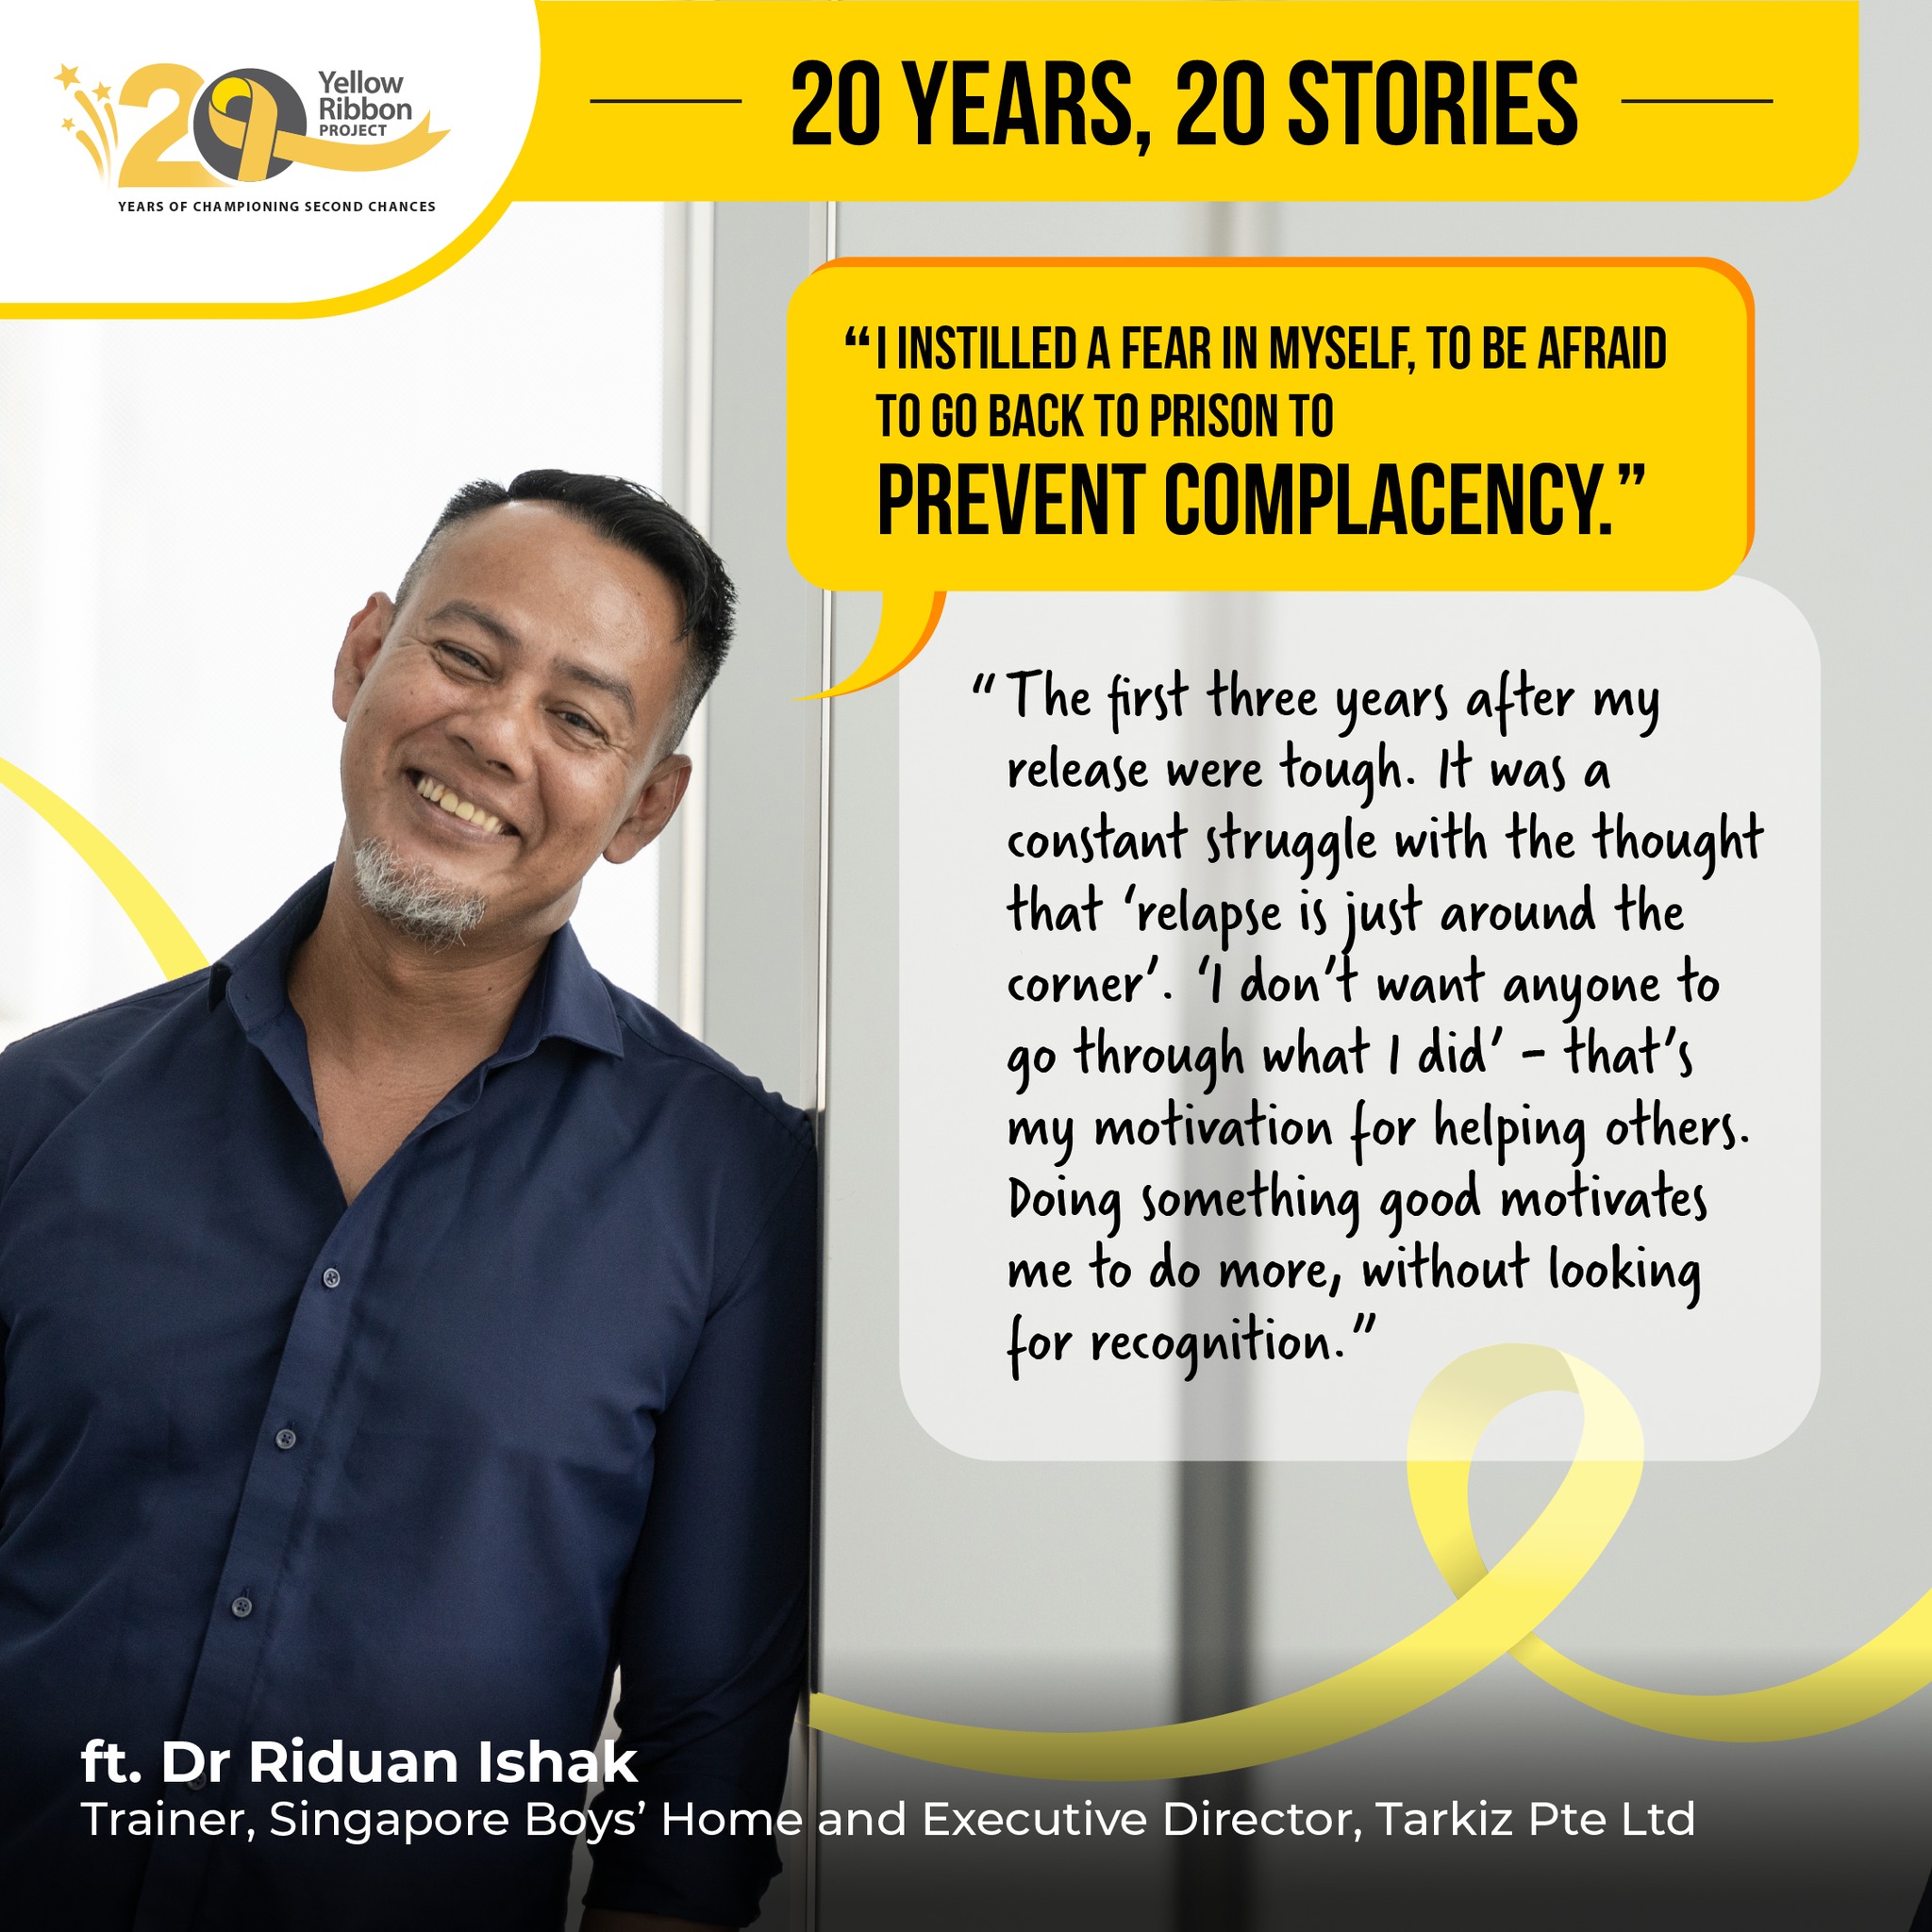 20 Yellow
Ribbon
PROJECT
YEARS OF CHAMPIONING SECOND CHANCES
20 YEARS, 20 STORIES
“I INSTILLED A FEAR IN MYSELF, TO BE AFRAID
TO GO BACK TO PRISON TO
PREVENT COMPLACENCY.”
“The first three years after my
release were tough. It was a
constant struggle with the thought
that ‘relapse is just around the
corner’. ‘I don’t want anyone to
go through what I did’ – that’s
my motivation for helping others.
Doing something good motivates
me to do more, without looking
for recognition.”
ft. Dr Riduan Ishak
Trainer, Singapore Boys’ Home and Executive Director, Tarkiz Pte Ltd